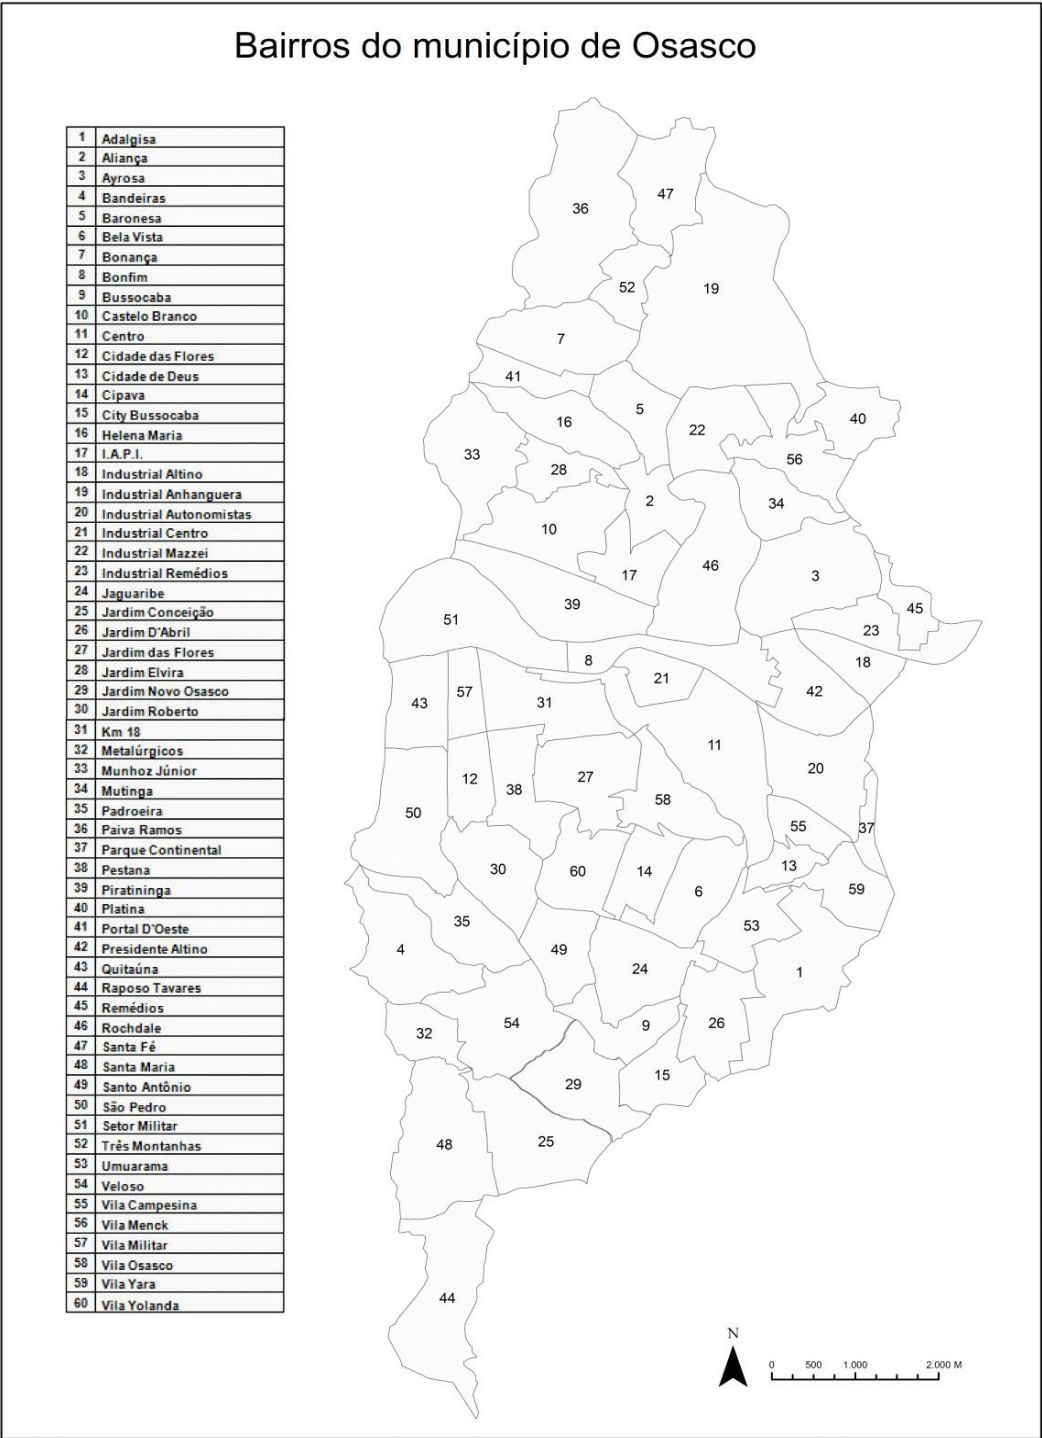 Bairros do município de Osasco
1 Adalgisa
2 Aliança
3 Ayrosa
4 Bandeiras
5 Baronesa
6 Bela Vista
7 Bonança
8 Bonfim
9 Bussocaba
10 Castelo Branco
11 Centro
12 Cidade das Flores
13 Cidade de Deus
14 Cipava
15 City Bussocaba
16 Helena Maria
17 I.A.P.I.
18 Industrial Altino
19 Industrial Anhanguera
20 Industrial Autonomistas
21 Industrial Centro
22 Industrial Mazzei
23 Industrial Remédios
24 Jaguaribe
25 Jardim Conceição
26 Jardim D'Abril
27 Jardim das Flores
28 Jardim Elvira
29 Jardim Novo Osasco
30 Jardim Roberto
31 Km 18
32 Metalúrgicos
33 Munhoz Júnior
34 Mutinga
35 Padroeira
36 Paiva Ramos
37 Parque Continental
38 Pestana
39 Piratininga
40 Platina
41 Portal D'Oeste
42 Presidente Altino
43 Quitaúna
44 Raposo Tavares
45 Remédios
46 Rochdale
47 Santa Fé
48 Santa Maria
49 Santo Antônio
50 São Pedro
51 Setor Militar
52 Três Montanhas
53 Umuarama
54 Veloso
55 Vila Campesina
56 Vila Menck
57 Vila Militar
58 Vila Osasco
59 Vila Yara
60 Vila Yolanda
47
36
52
19
7
41
5
40
16
22
33
56
28
2
34
10
46
17
3
39
45
51
23
8
18
21
42
57
43
31
11
20
27
12
38
58
50
55
37
13
30
60
14
6
59
35
53
4
49
24
1
54
26
9
32
15
29
25
48
44
N
0 500 1.000 2.000 M